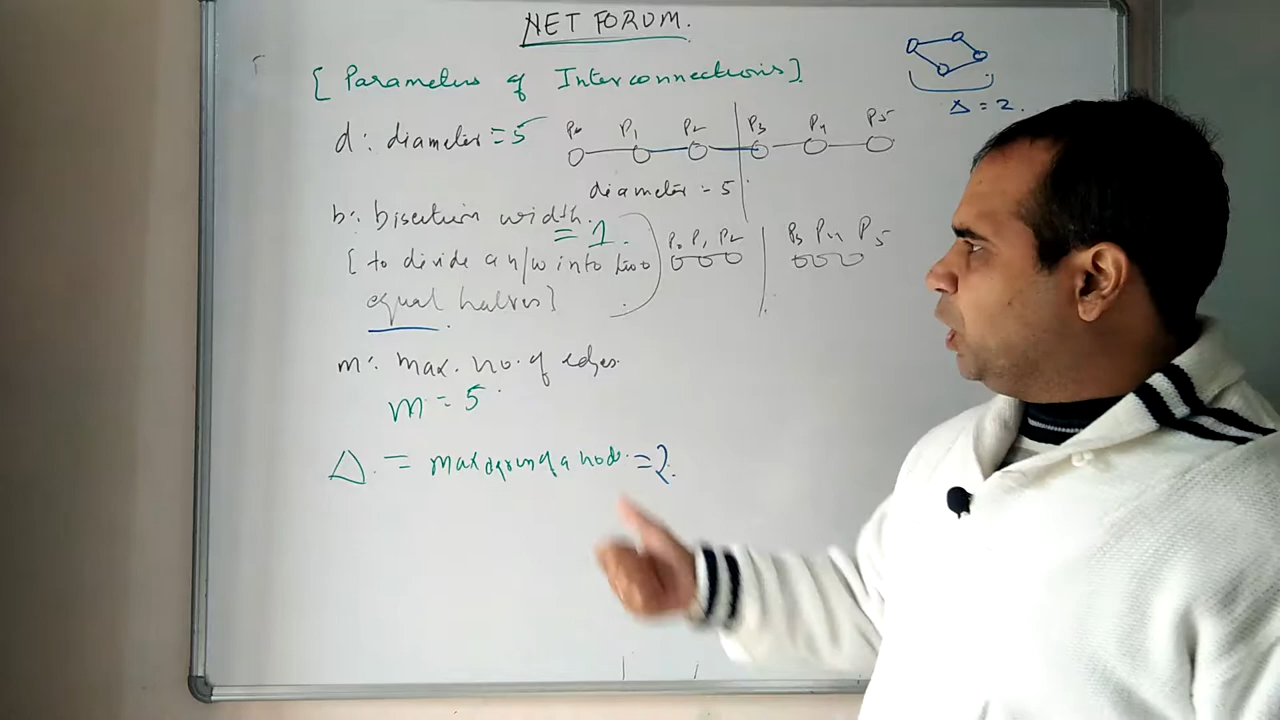 NET FORUM.
[ Parameters of Interconnections ]
Δ = 2.
d : diameter = 5
P0 P1 P2 P3 P4 P5
diameter - 5
b : bisection width.
= 1.
[ to divide a n/w into two
equal halves ]
P0 P1 P2
P3 P4 P5
m : max. no. of edges.
m = 5
Δ = max degree of a node = 2.